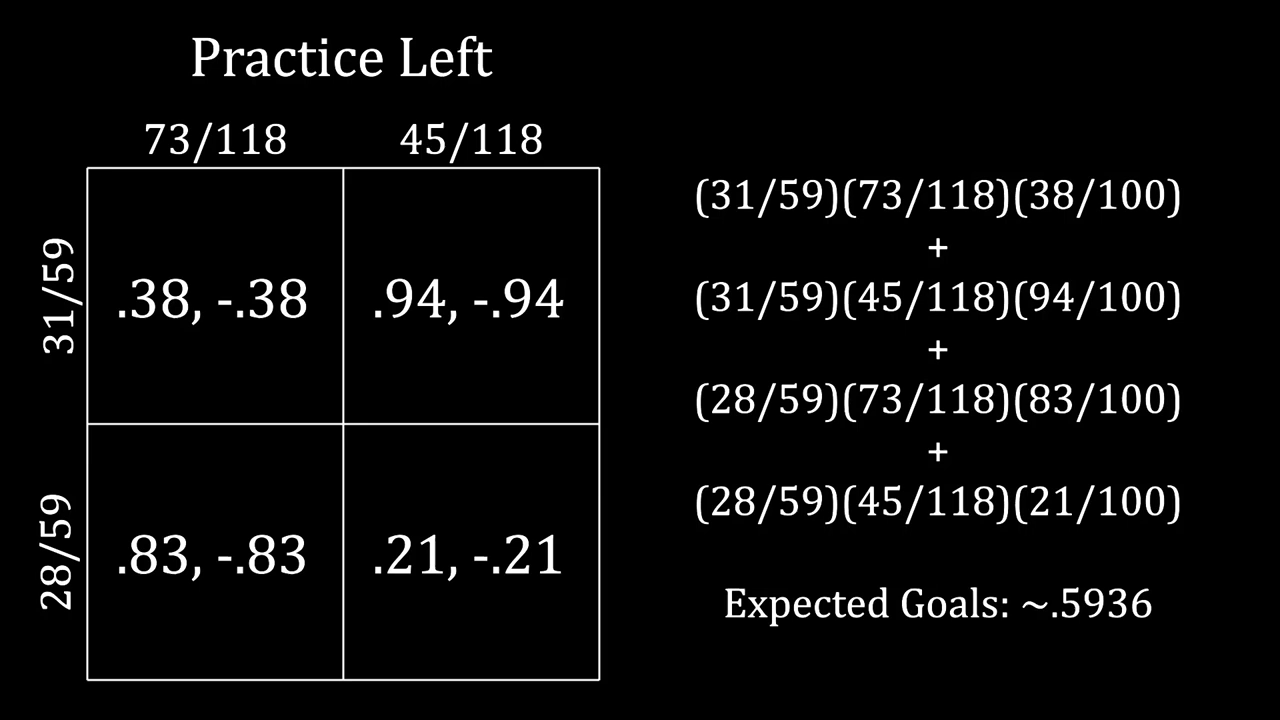 Practice Left
73/118 45/118
31/59
.38, -.38 .94, -.94
28/59
.83, -.83 .21, -.21
(31/59)(73/118)(38/100)
+
(31/59)(45/118)(94/100)
+
(28/59)(73/118)(83/100)
+
(28/59)(45/118)(21/100)
Expected Goals: ~.5936